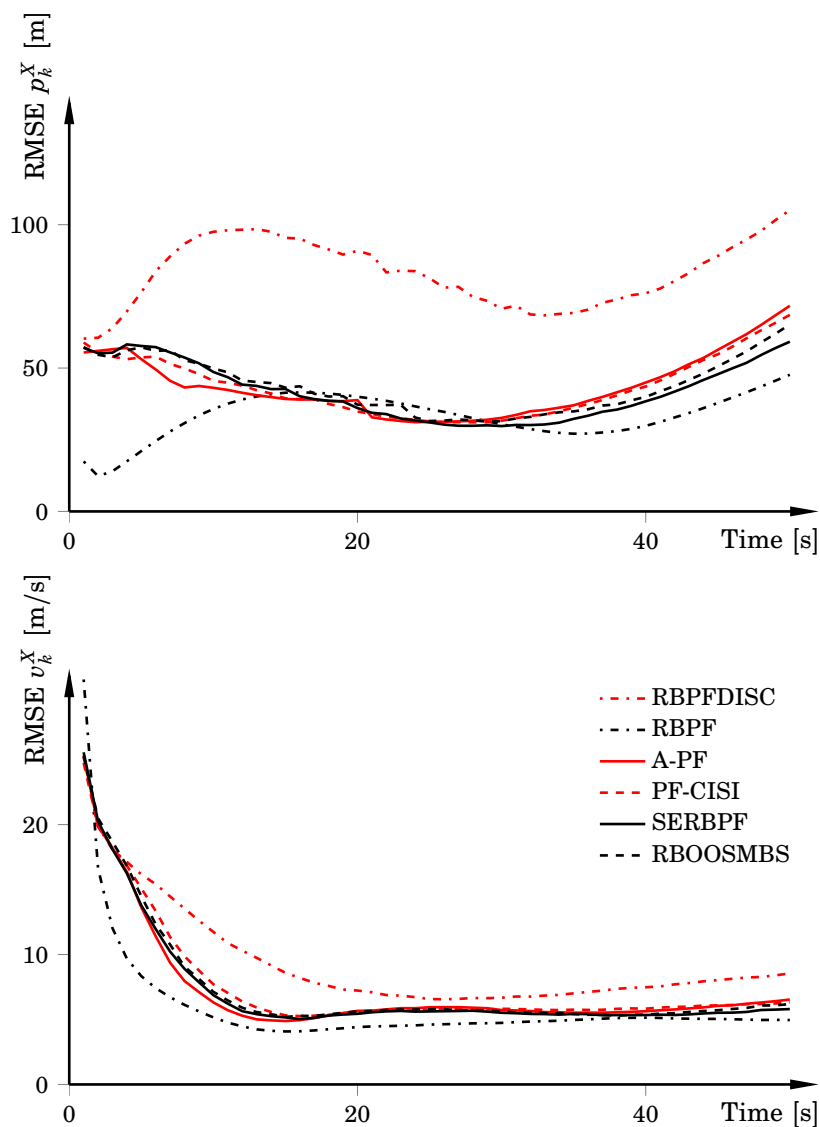 RMSE p_k^X [m]
100
50
0
0
20
40
Time [s]
RMSE v_k^X [m/s]
RBPFDISC
RBPF
A-PF
PF-CISI
SERBPF
RBOOSMBS
20
10
0
0
20
40
Time [s]